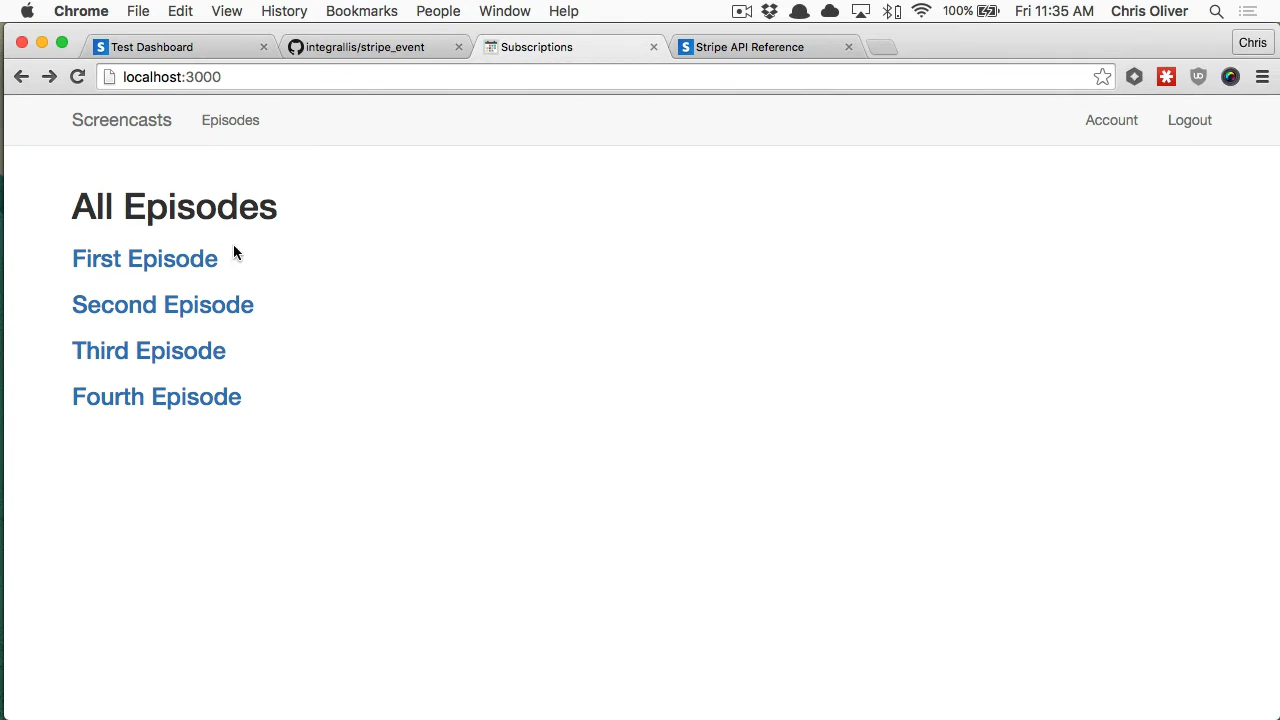 Chrome File Edit View History Bookmarks People Window Help 100% Fri 11:35 AM Chris Oliver
Test Dashboard integrallis/stripe_event Subscriptions Stripe API Reference Chris
localhost:3000
Screencasts Episodes Account Logout
All Episodes
First Episode
Second Episode
Third Episode
Fourth Episode